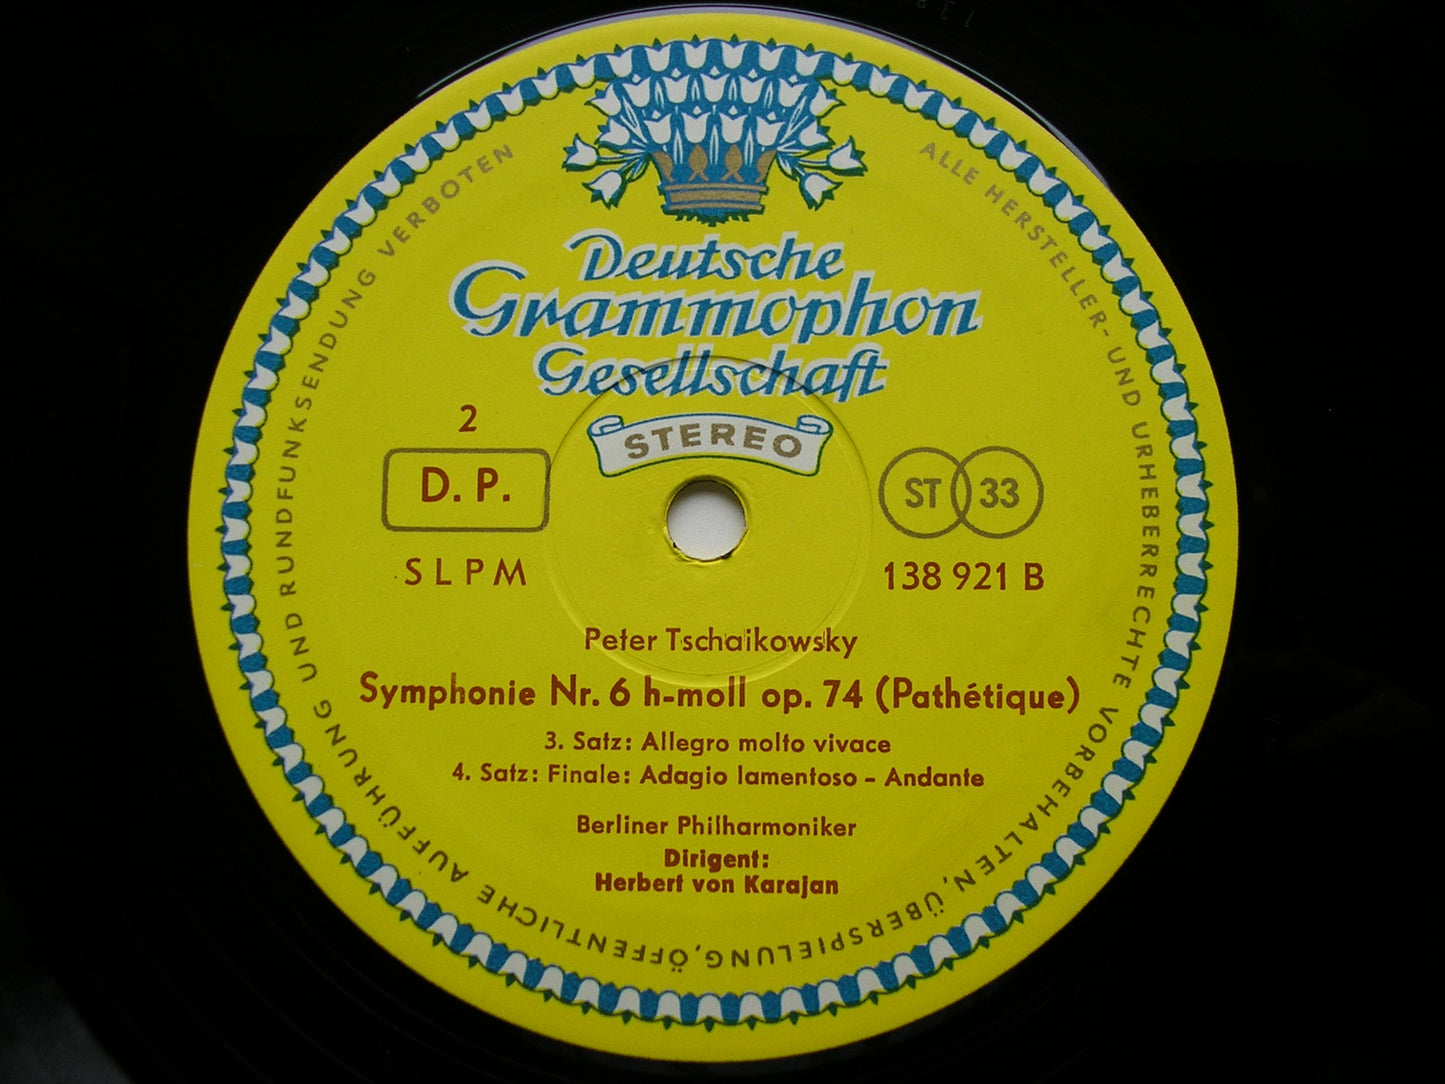 Deutsche
Grammophon
Gesellschaft
STEREO
2
D. P.
ST 33
SLPM
138 921 B
Peter Tschaikowsky
Symphonie Nr. 6 h-moll op. 74 (Pathétique)
3. Satz: Allegro molto vivace
4. Satz: Finale: Adagio lamentoso – Andante
Berliner Philharmoniker
Dirigent:
Herbert von Karajan
ALLE HERSTELLER- UND URHEBERRECHTE VORBEHALTEN, ÜBERSPIELUNG, ÖFFENTLICHE AUFFÜHRUNG UND RUNDFUNKSENDUNG VERBOTEN